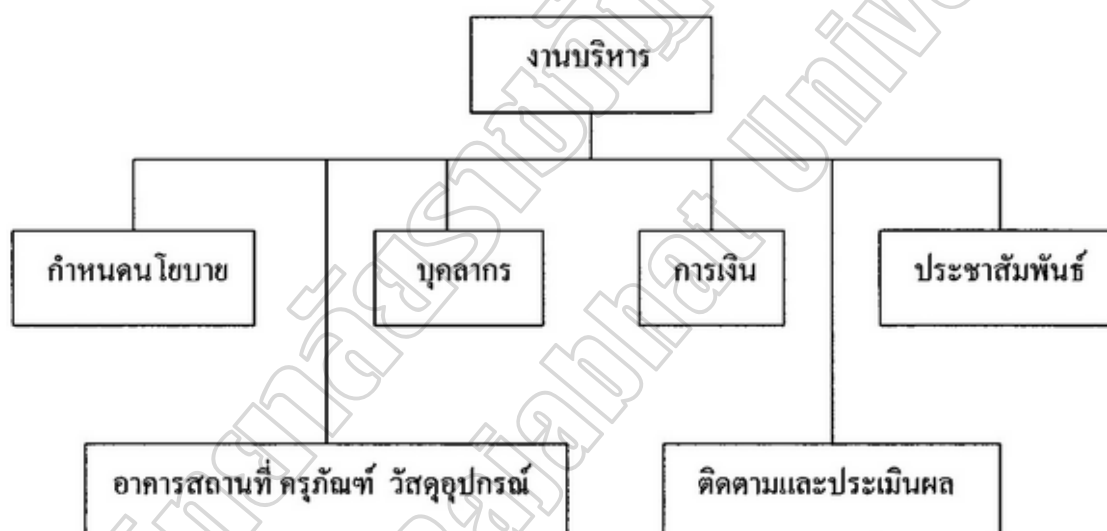 งานบริหาร
กำหนดนโยบาย
บุคลากร
การเงิน
ประชาสัมพันธ์
อาคารสถานที่ ครุภัณฑ์ วัสดุอุปกรณ์
ติดตามและประเมินผล